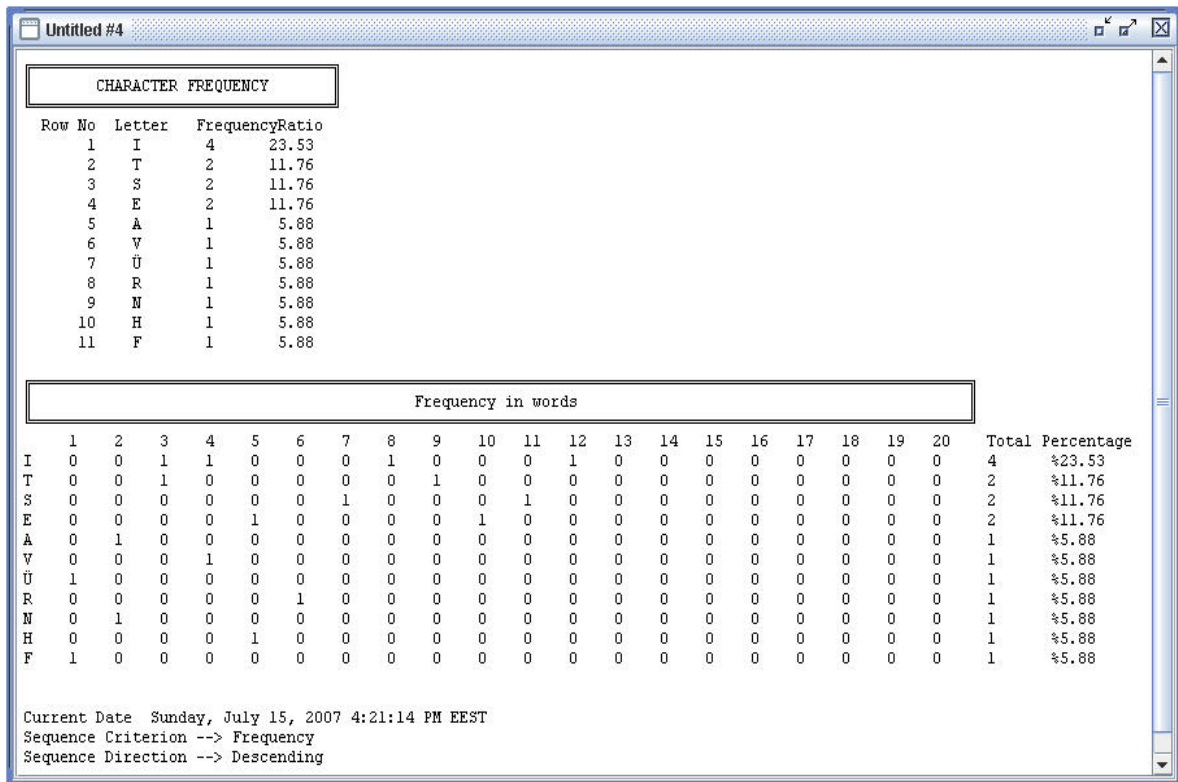 Untitled #4
CHARACTER FREQUENCY
Row No Letter FrequencyRatio
1 I 4 23.53
2 T 2 11.76
3 S 2 11.76
4 E 2 11.76
5 A 1 5.88
6 V 1 5.88
7 Ü 1 5.88
8 R 1 5.88
9 N 1 5.88
10 H 1 5.88
11 F 1 5.88
Frequency in words
1 2 3 4 5 6 7 8 9 10 11 12 13 14 15 16 17 18 19 20 Total Percentage
I 0 0 1 1 0 0 0 1 0 0 0 1 0 0 0 0 0 0 0 0 4 %23.53
T 0 0 1 0 0 0 0 0 1 0 0 0 0 0 0 0 0 0 0 0 2 %11.76
S 0 0 0 0 0 0 1 0 0 0 1 0 0 0 0 0 0 0 0 0 2 %11.76
E 0 0 0 0 1 0 0 0 0 1 0 0 0 0 0 0 0 0 0 0 2 %11.76
A 0 1 0 0 0 0 0 0 0 0 0 0 0 0 0 0 0 0 0 0 1 %5.88
V 0 0 0 1 0 0 0 0 0 0 0 0 0 0 0 0 0 0 0 0 1 %5.88
Ü 1 0 0 0 0 0 0 0 0 0 0 0 0 0 0 0 0 0 0 0 1 %5.88
R 0 0 0 0 0 1 0 0 0 0 0 0 0 0 0 0 0 0 0 0 1 %5.88
N 0 1 0 0 0 0 0 0 0 0 0 0 0 0 0 0 0 0 0 0 1 %5.88
H 0 0 0 0 1 0 0 0 0 0 0 0 0 0 0 0 0 0 0 0 1 %5.88
F 1 0 0 0 0 0 0 0 0 0 0 0 0 0 0 0 0 0 0 0 1 %5.88
Current Date Sunday, July 15, 2007 4:21:14 PM EEST
Sequence Criterion --> Frequency
Sequence Direction --> Descending